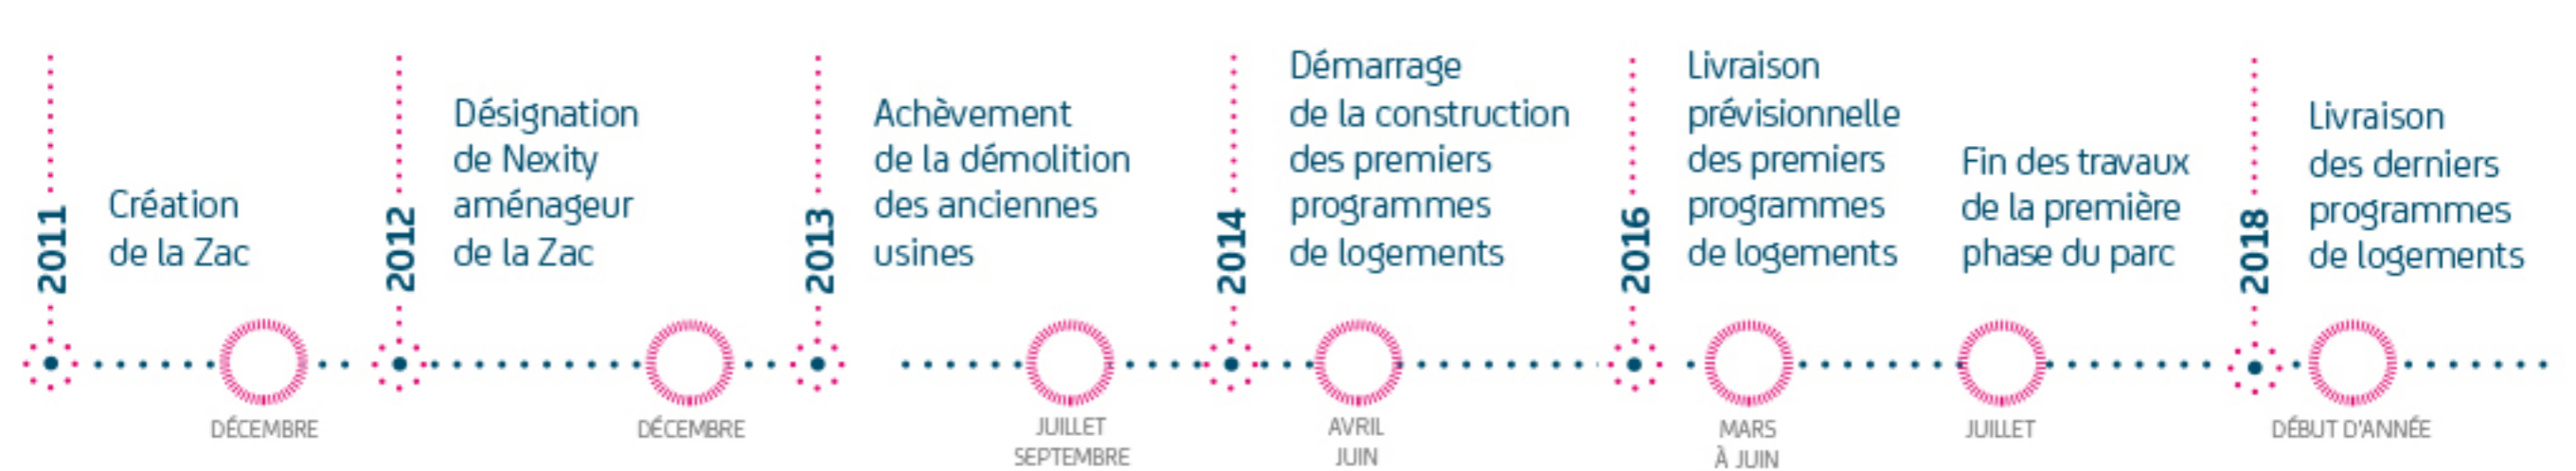 2011
Création
de la Zac
DÉCEMBRE
2012
Désignation
de Nexity
aménageur
de la Zac
DÉCEMBRE
2013
Achèvement
de la démolition
des anciennes
usines
JUILLET
SEPTEMBRE
2014
Démarrage
de la construction
des premiers
programmes
de logements
AVRIL
JUIN
2016
Livraison
prévisionnelle
des premiers
programmes
de logements
MARS
À JUIN
Fin des travaux
de la première
phase du parc
JUILLET
2018
Livraison
des derniers
programmes
de logements
DÉBUT D'ANNÉE